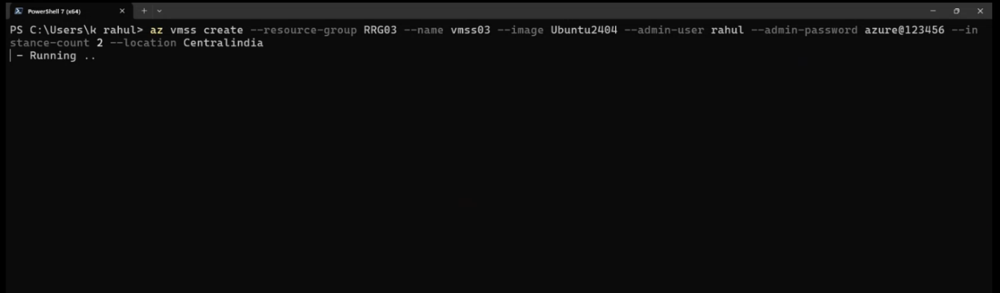 PowerShell 7 (x64)
PS C:\Users\k rahul> az vmss create --resource-group RRG03 --name vmss03 --image Ubuntu2404 --admin-user rahul --admin-password azure@123456 --in
stance-count 2 --location Centralindia
- Running ..